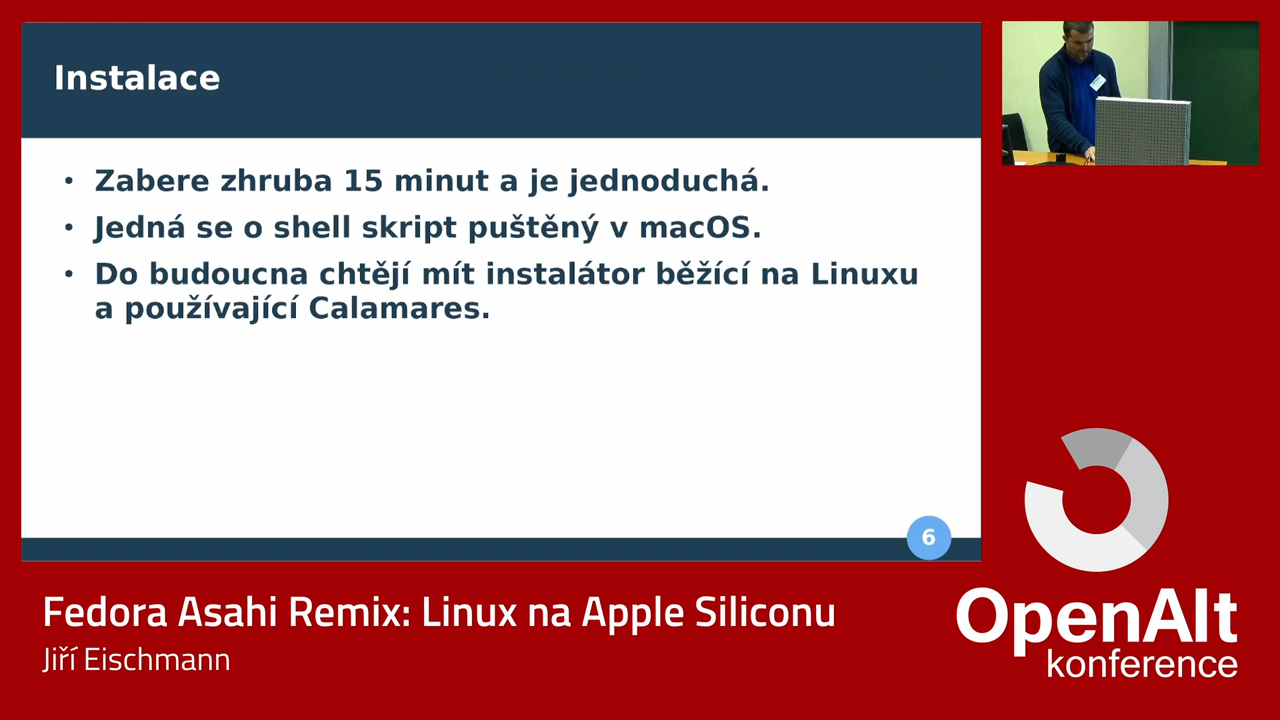 Instalace
• Zabere zhruba 15 minut a je jednoduchá.
• Jedná se o shell skript puštěný v macOS.
• Do budoucna chtějí mít instalátor běžící na Linuxu
a používající Calamares.
6
Fedora Asahi Remix: Linux na Apple Siliconu
Jiří Eischmann
OpenAlt
konference